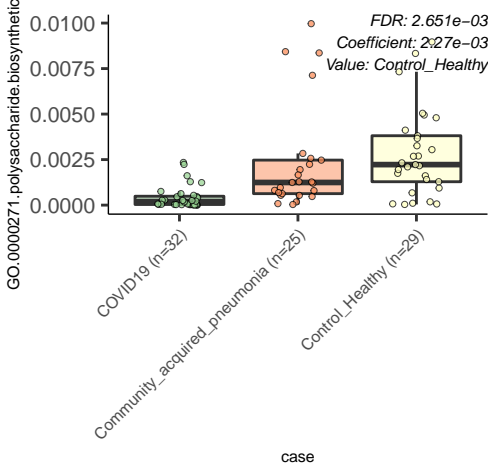 GO.0000271.polysaccharide.biosynthetic
FDR: 2.651e−03
Coefficient: 2.27e−03
Value: Control_Healthy
0.0100
0.0075
0.0050
0.0025
0.0000
COVID19 (n=32)
Community_acquired_pneumonia (n=25)
Control_Healthy (n=29)
case